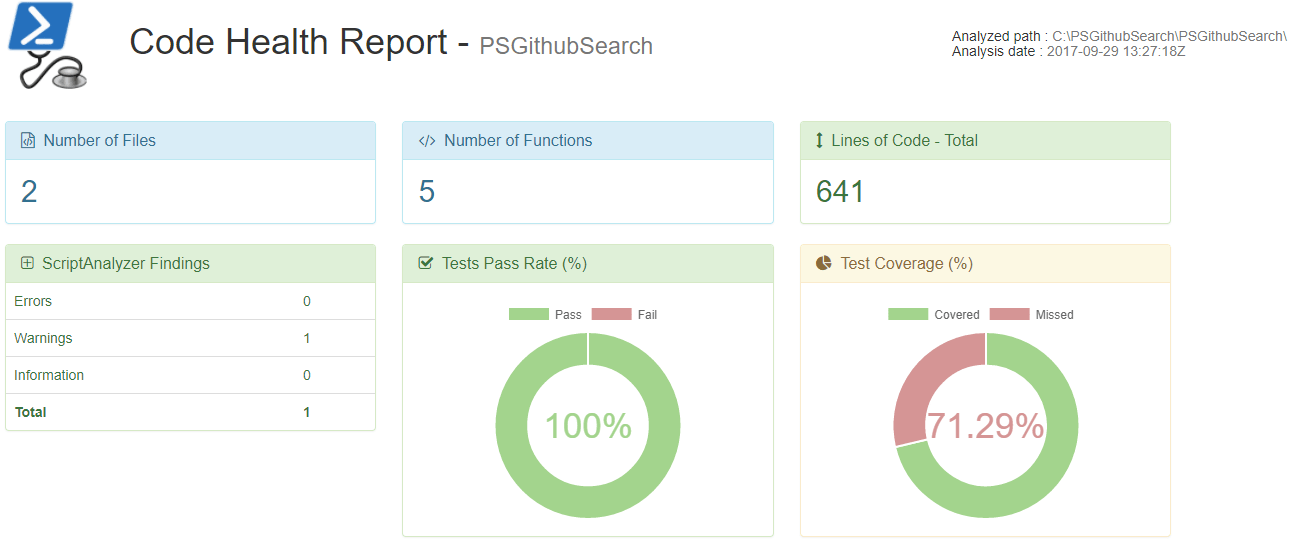 Code Health Report - PSGithubSearch
Analyzed path : C:\PSGithubSearch\PSGithubSearch\
Analysis date : 2017-09-29 13:27:18Z
Number of Files
2
Number of Functions
5
Lines of Code - Total
641
ScriptAnalyzer Findings
Errors 0
Warnings 1
Information 0
Total 1
Tests Pass Rate (%)
Pass Fail
100%
Test Coverage (%)
Covered Missed
71.29%